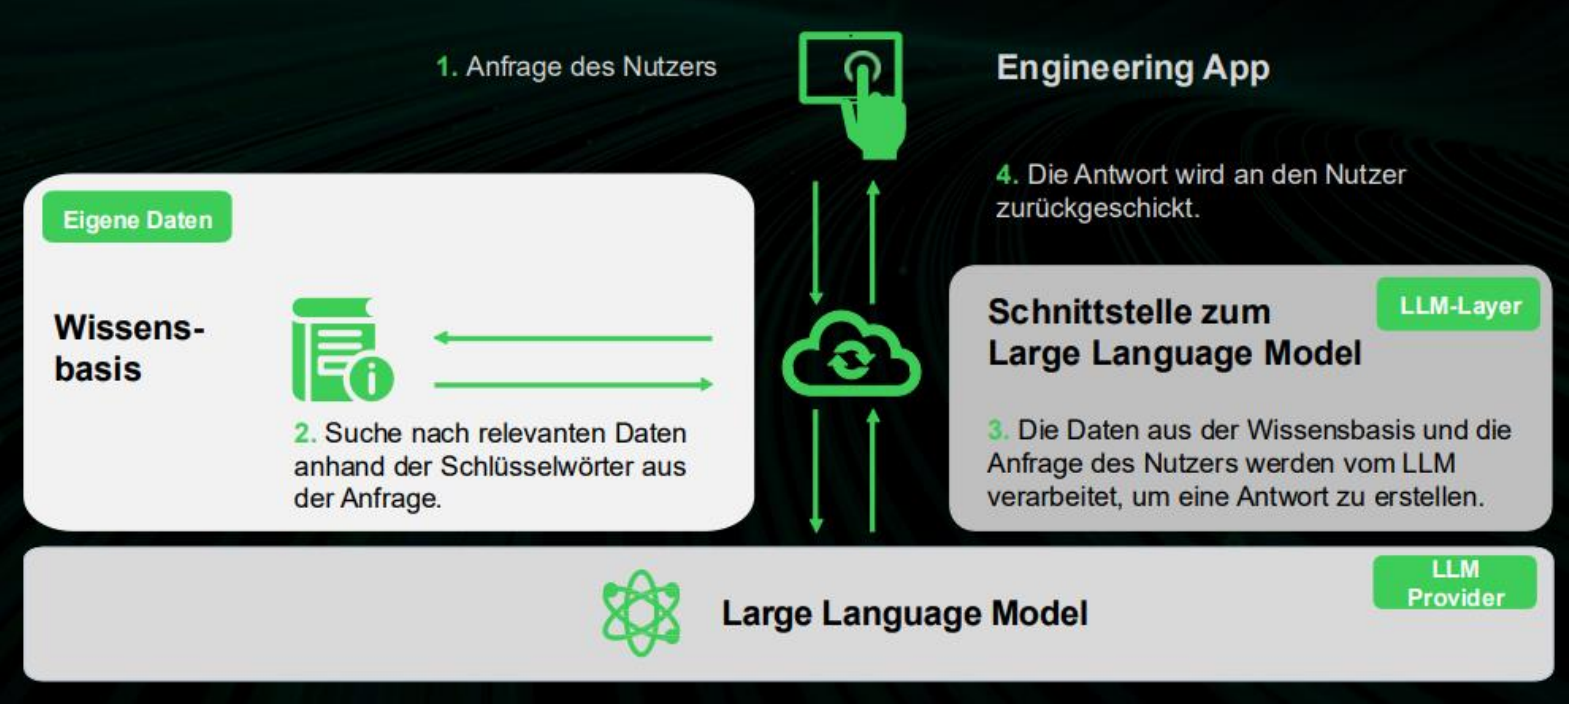 1. Anfrage des Nutzers
Engineering App
4. Die Antwort wird an den Nutzer
zurückgeschickt.
Eigene Daten
Wissens-
basis
2. Suche nach relevanten Daten
anhand der Schlüsselwörter aus
der Anfrage.
LLM-Layer
Schnittstelle zum
Large Language Model
3. Die Daten aus der Wissensbasis und die
Anfrage des Nutzers werden vom LLM
verarbeitet, um eine Antwort zu erstellen.
LLM
Provider
Large Language Model